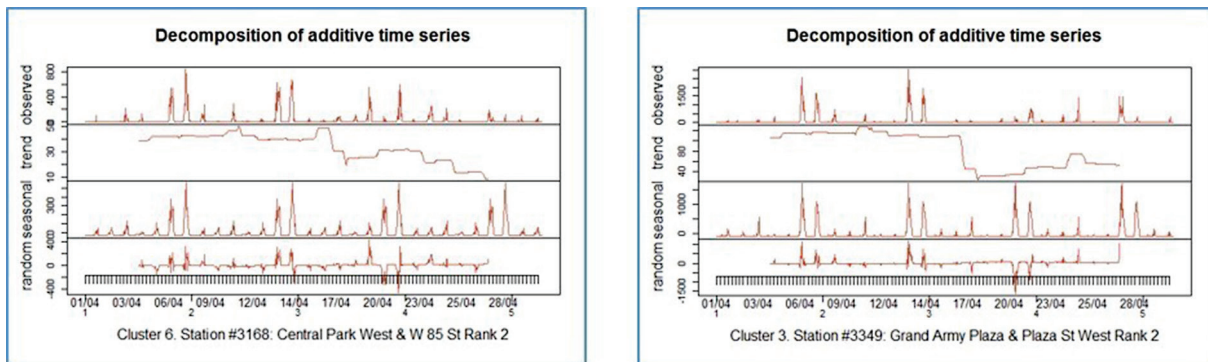 Decomposition of additive time series
observed
800
400
0
trend
50
30
10
seasonal
300
random
400
0
-400
01/04 03/04 06/04 09/04 12/04 14/04 17/04 20/04 23/04 25/04 28/04
1 2 3 4 5
Cluster 6. Station #3168: Central Park West & W 85 St Rank 2
Decomposition of additive time series
observed
1500
0
trend
80
40
seasonal
1000
0
random
0
-1500
01/04 03/04 06/04 09/04 12/04 14/04 17/04 20/04 23/04 25/04 28/04
1 2 3 4 5
Cluster 3. Station #3349: Grand Army Plaza & Plaza St West Rank 2